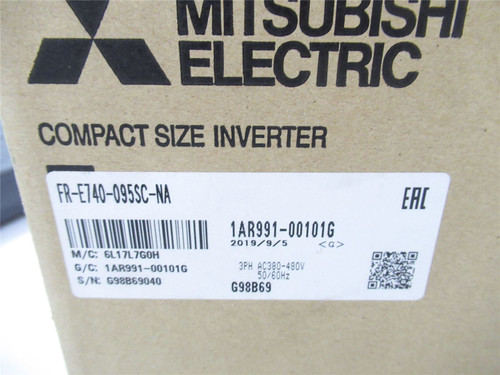 MITSUBISHI
ELECTRIC
COMPACT SIZE INVERTER
FR-E740-095SC-NA
EAC
1AR991-00101G
2019/9/5 <G>
M/C: 6L17L7G0H
G/C: 1AR991-00101G
S/N: G98B69040
3PH AC380-480V
50/60Hz
G98B69